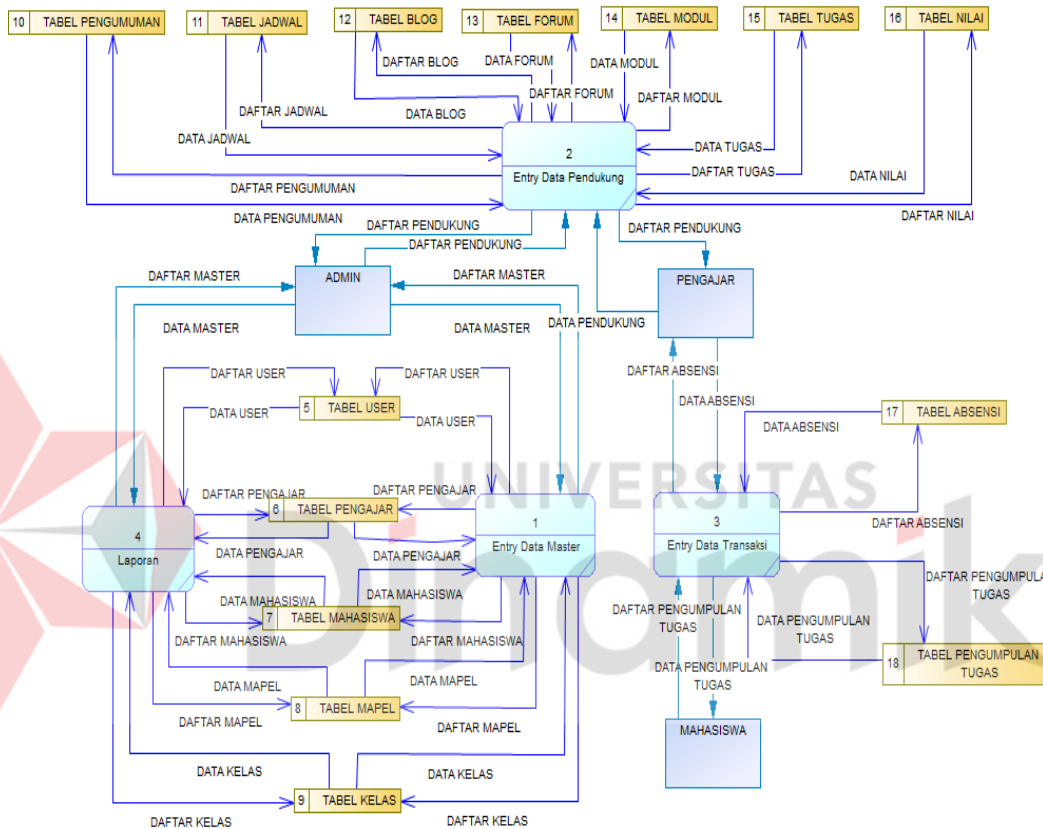 10 TABEL PENGUMUMAN
11 TABEL JADWAL
12 TABEL BLOG
13 TABEL FORUM
14 TABEL MODUL
15 TABEL TUGAS
16 TABEL NILAI
DAFTAR BLOG
DATA FORUM
DATA MODUL
DAFTAR FORUM
DAFTAR MODUL
DAFTAR JADWAL
DATA BLOG
DATA JADWAL
2
Entry Data Pendukung
DATA TUGAS
DAFTAR TUGAS
DATA NILAI
DAFTAR PENGUMUMAN
DATA PENGUMUMAN
DAFTAR NILAI
DAFTAR PENDUKUNG
DAFTAR PENDUKUNG
DAFTAR PENDUKUNG
DAFTAR MASTER
ADMIN
DAFTAR MASTER
PENGAJAR
DATA MASTER
DATA MASTER
DATA PENDUKUNG
DAFTAR USER
DAFTAR USER
DAFTAR ABSENSI
DATA USER
5 TABEL USER
DATA USER
DATA ABSENSI
DATA ABSENSI
17 TABEL ABSENSI
UNIVERSITAS
Dinamik
DAFTAR PENGAJAR
DAFTAR PENGAJAR
6 TABEL PENGAJAR
4
Laporan
1
Entry Data Master
3
Entry Data Transaksi
DAFTAR ABSENSI
DATA PENGAJAR
DATA PENGAJAR
DAFTAR PENGUMPULAN
TUGAS
DATA MAHASISWA
DATA MAHASISWA
7 TABEL MAHASISWA
DAFTAR MAHASISWA
DAFTAR MAHASISWA
DAFTAR PENGUMPULAN
TUGAS
DATA PENGUMPULAN
TUGAS
DATA PENGUMPULAN
TUGAS
18 TABEL PENGUMPULAN
TUGAS
DATA MAPEL
DATA MAPEL
8 TABEL MAPEL
DAFTAR MAPEL
DAFTAR MAPEL
MAHASISWA
DATA KELAS
DATA KELAS
9 TABEL KELAS
DAFTAR KELAS
DAFTAR KELAS